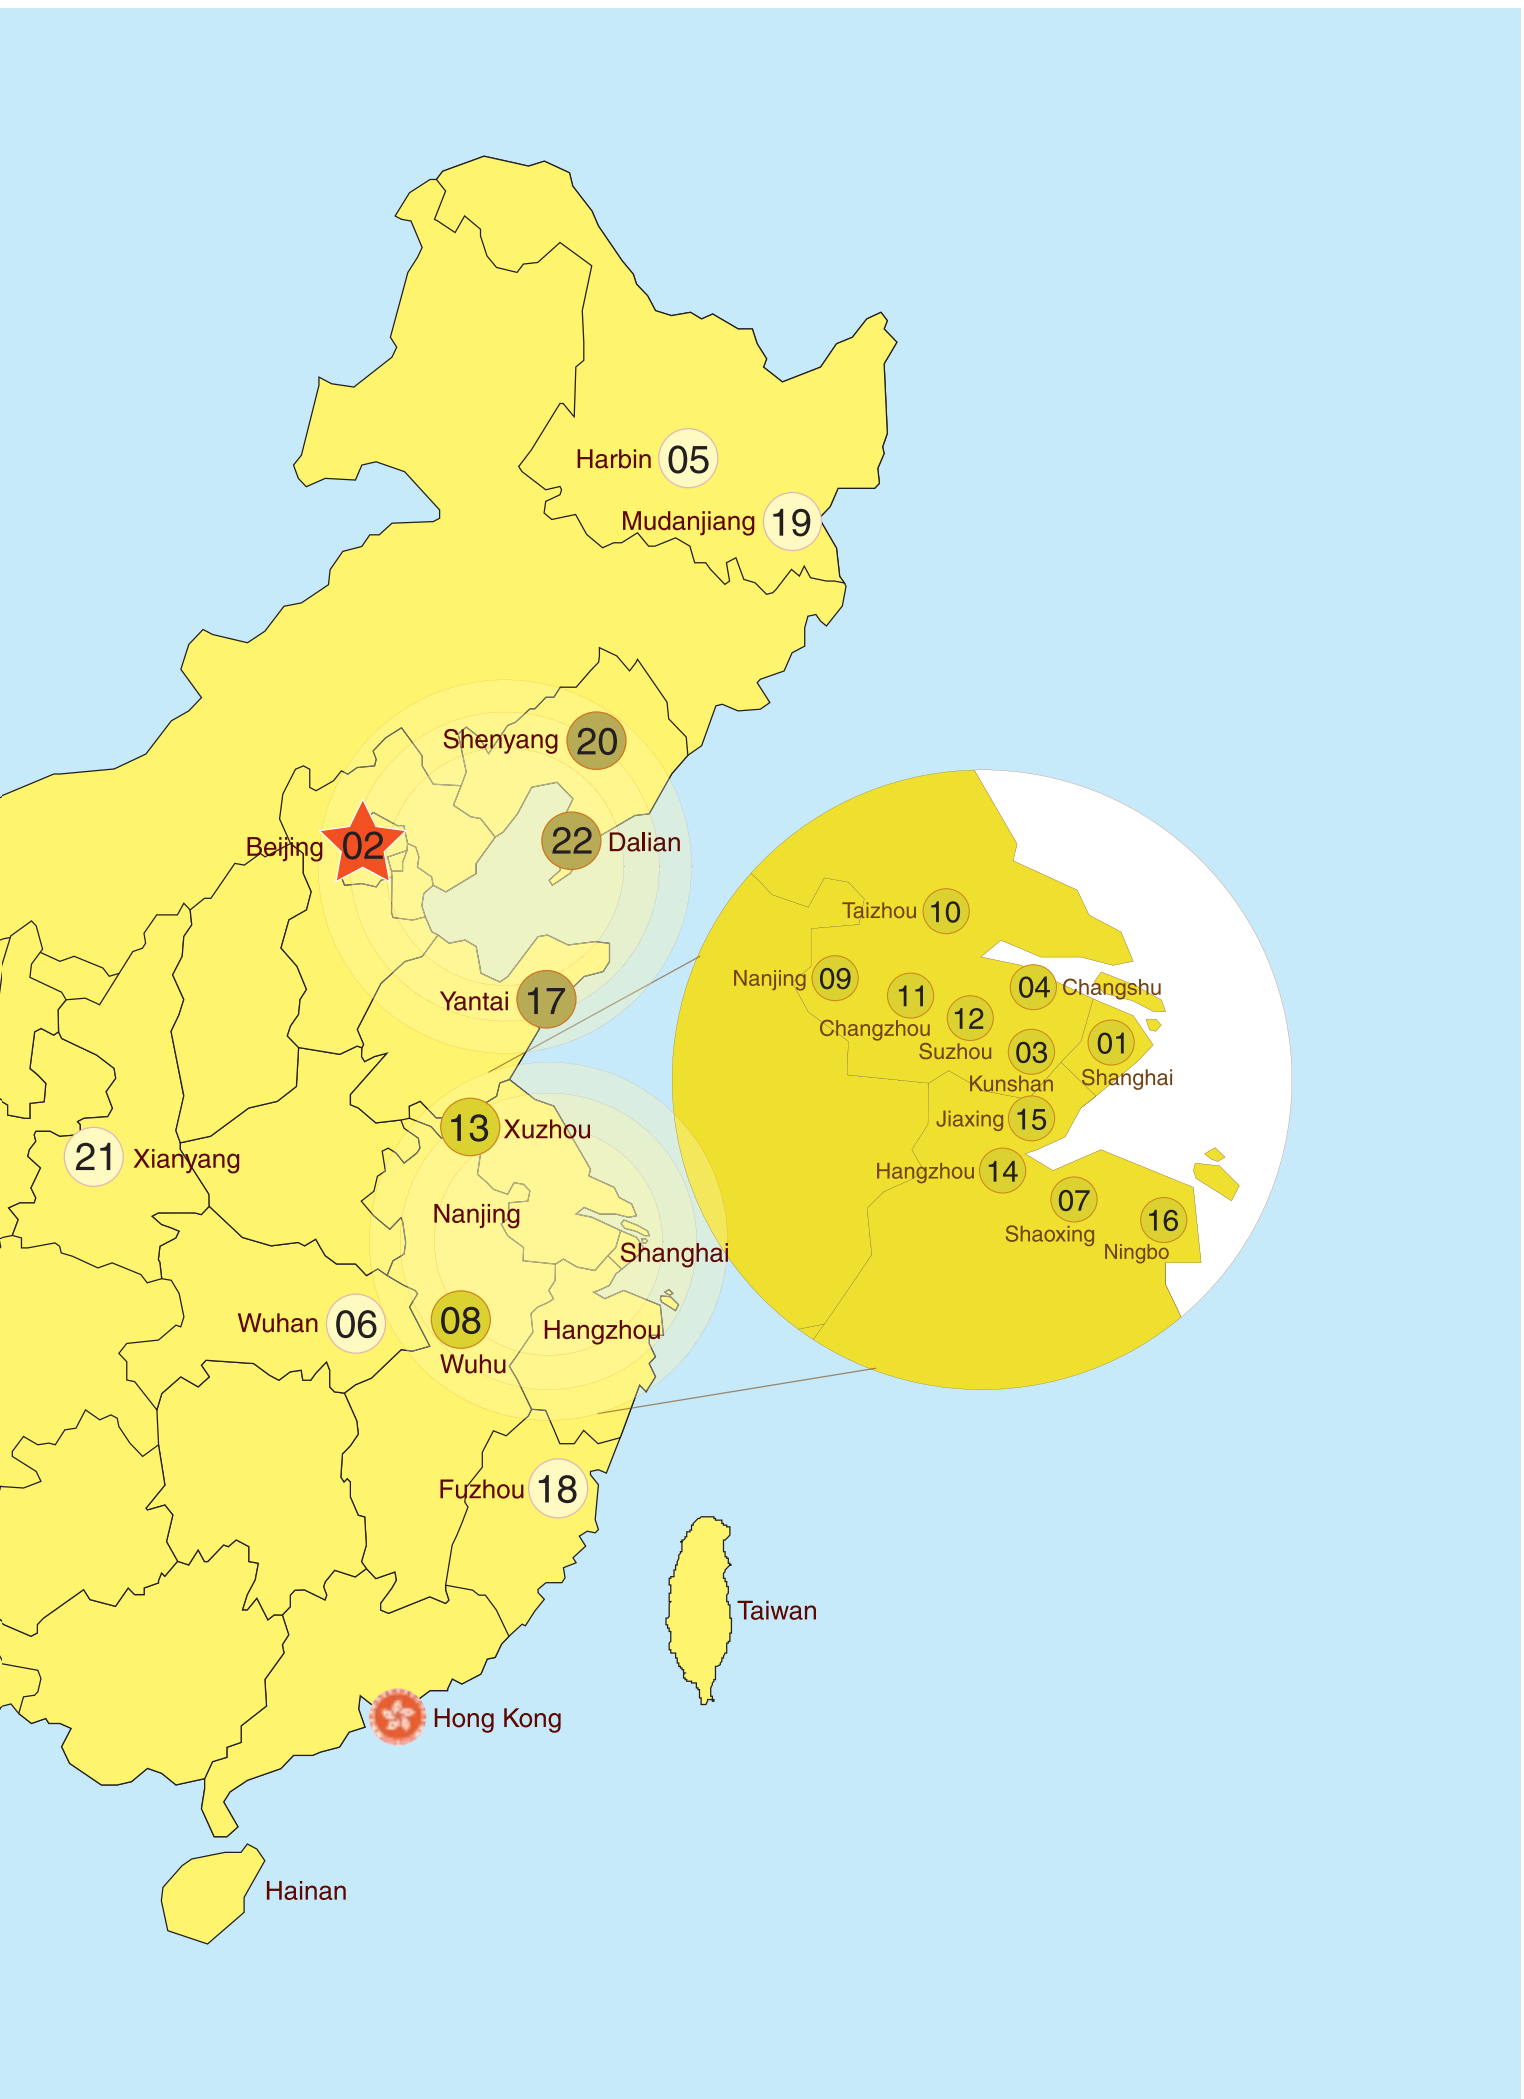 Harbin 05
Mudanjiang 19
Shenyang 20
Beijing 02
22 Dalian
Yantai 17
13 Xuzhou
21 Xianyang
Nanjing
Shanghai
Wuhan 06
08
Wuhu
Hangzhou
Fuzhou 18
Taiwan
Hong Kong
Hainan
Taizhou 10
Nanjing 09
11
Changzhou
12
Suzhou
04 Changshu
03
Kunshan
01
Shanghai
Jiaxing 15
Hangzhou 14
07
Shaoxing
16
Ningbo